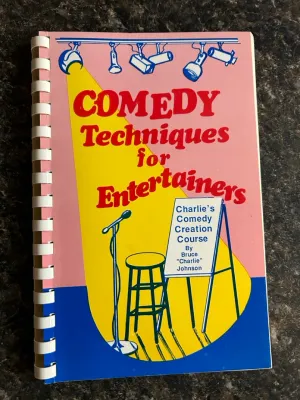 COMEDY
Techniques
for
Entertainers
Charlie's
Comedy
Creation
Course
By
Bruce
"Charlie"
Johnson